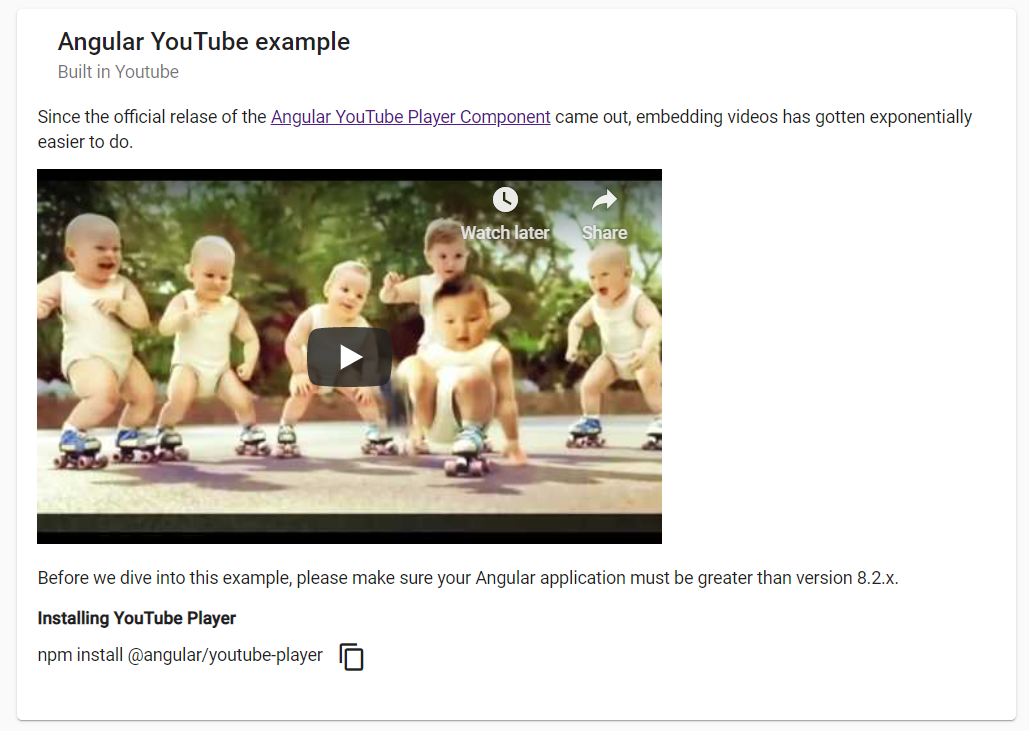 Angular YouTube example
Built in Youtube
Since the official relase of the Angular YouTube Player Component came out, embedding videos has gotten exponentially
easier to do.
Watch later
Share
Before we dive into this example, please make sure your Angular application must be greater than version 8.2.x.
Installing YouTube Player
npm install @angular/youtube-player